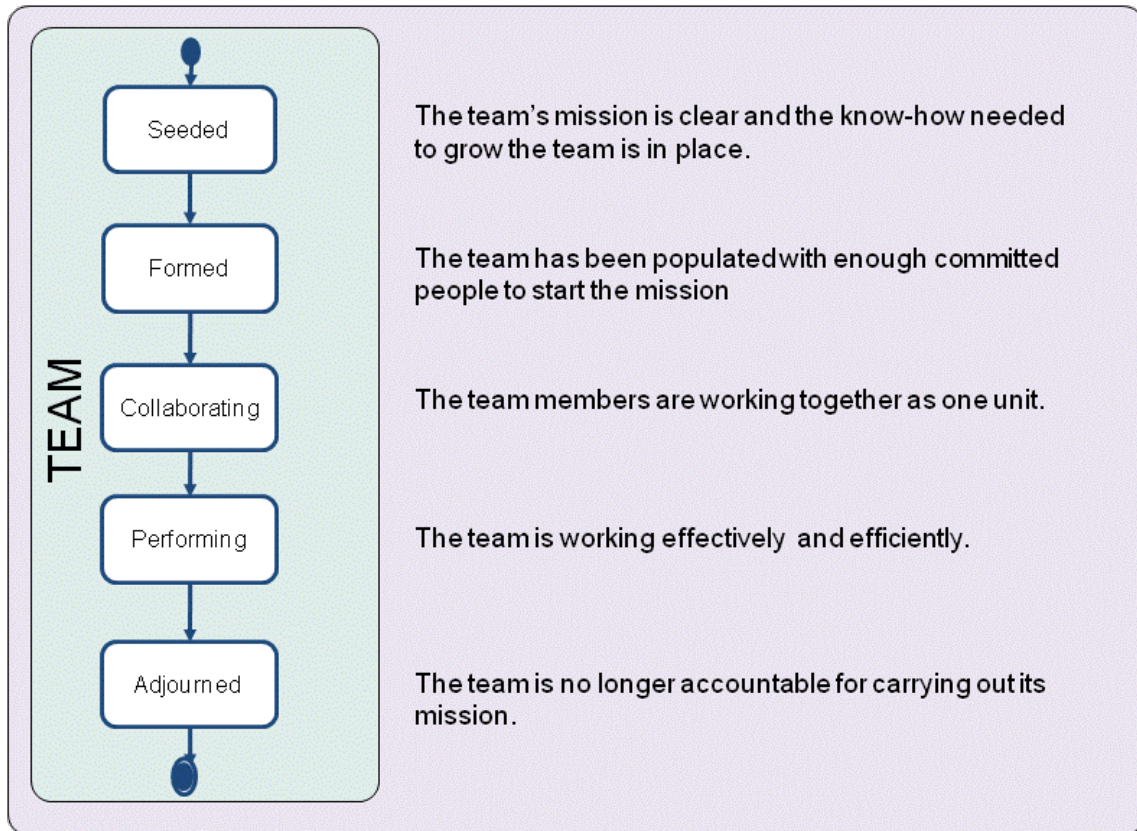 TEAM
Seeded
The team's mission is clear and the know-how needed
to grow the team is in place.
Formed
The team has been populated with enough committed
people to start the mission
Collaborating
The team members are working together as one unit.
Performing
The team is working effectively and efficiently.
Adjourned
The team is no longer accountable for carrying out its
mission.